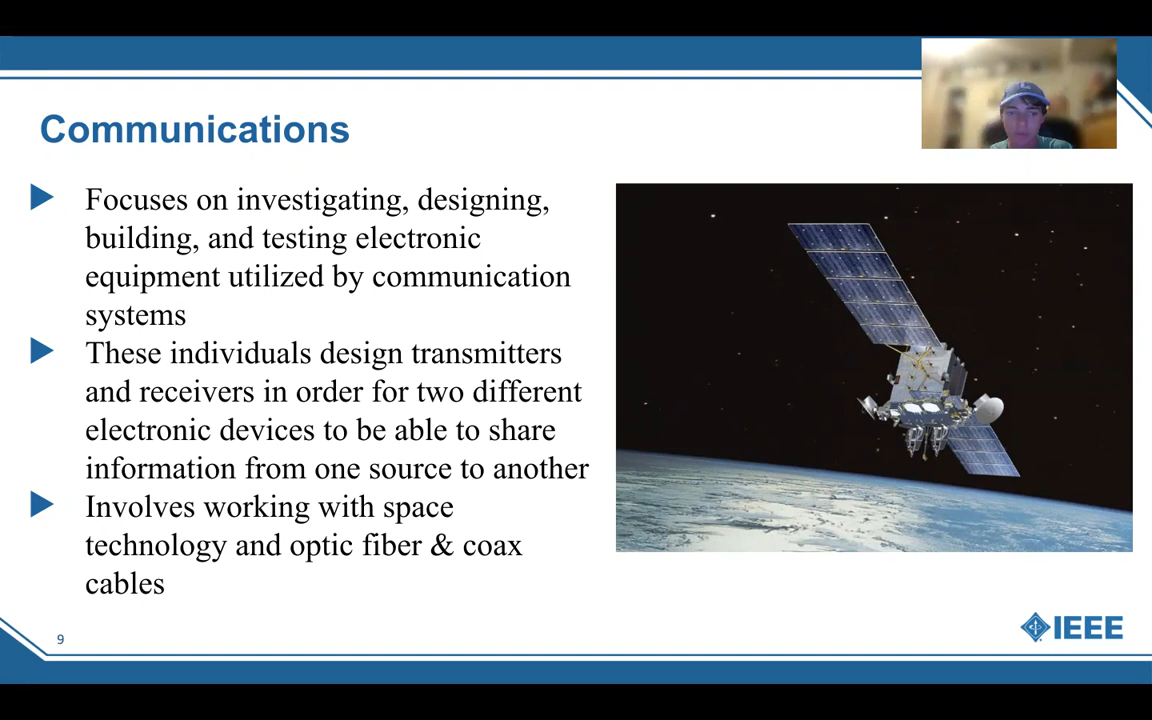 Communications
Focuses on investigating, designing,
building, and testing electronic
equipment utilized by communication
systems
These individuals design transmitters
and receivers in order for two different
electronic devices to be able to share
information from one source to another
Involves working with space
technology and optic fiber & coax
cables
9
IEEE